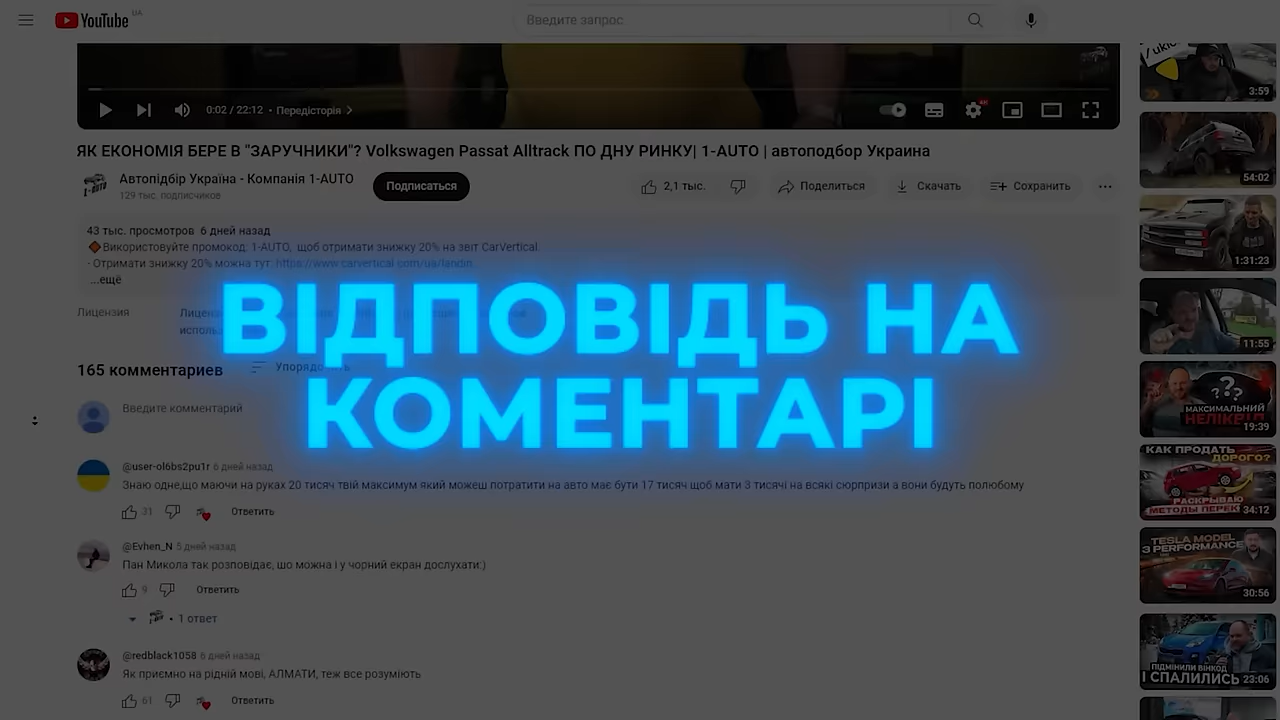 YouTube UA
Введите запрос
3:59
0:02 / 22:12 • Передісторія
ЯК ЕКОНОМІЯ БЕРЕ В "ЗАРУЧНИКИ"? Volkswagen Passat Alltrack ПО ДНУ РИНКУ| 1-AUTO | автоподбор Украина
Автопідбір Україна - Компанія 1-AUTO
129 тыс. подписчиков
Подписаться
2,1 тыс.
Поделиться
Скачать
Сохранить
54:02
43 тыс. просмотров 6 дней назад
Використовуйте промокод: 1-AUTO, щоб отримати знижку 20% на звіт CarVertical.
- Отримати знижку 20% можна тут: https://www.carvertical.com/ua/landin...
...ещё
1:31:23
Лицензия
ВІДПОВІДЬ НА
КОМЕНТАРІ
11:55
165 комментариев
Упорядочить
Введите комментарий
???
МАКСИМАЛЬНИЙ
НЕЛІКВІД
19:39
@user-ol6bs2pu1r 6 дней назад
Знаю одне,що маючи на руках 20 тисяч твій максимум який можеш потратити на авто має бути 17 тисяч щоб мати 3 тисячі на всякі сюрпризи а вони будуть полюбому
31
Ответить
КАК ПРОДАТЬ
ДОРОГО?
РАСКРЫВАЮ
МЕТОДЫ ПЕРЕК
34:12
@Evhen_N 5 дней назад
Пан Микола так розповідає, шо можна і у чорний екран дослухати:)
9
Ответить
1 ответ
TESLA MODEL
3 PERFORMANCE
30:56
@redblack1058 6 дней назад
Як приємно на рідній мові, АЛМАТИ, теж все розуміють
61
Ответить
ПІДМІНИЛИ ВІНКОД
І СПАЛИЛИСЬ
23:06